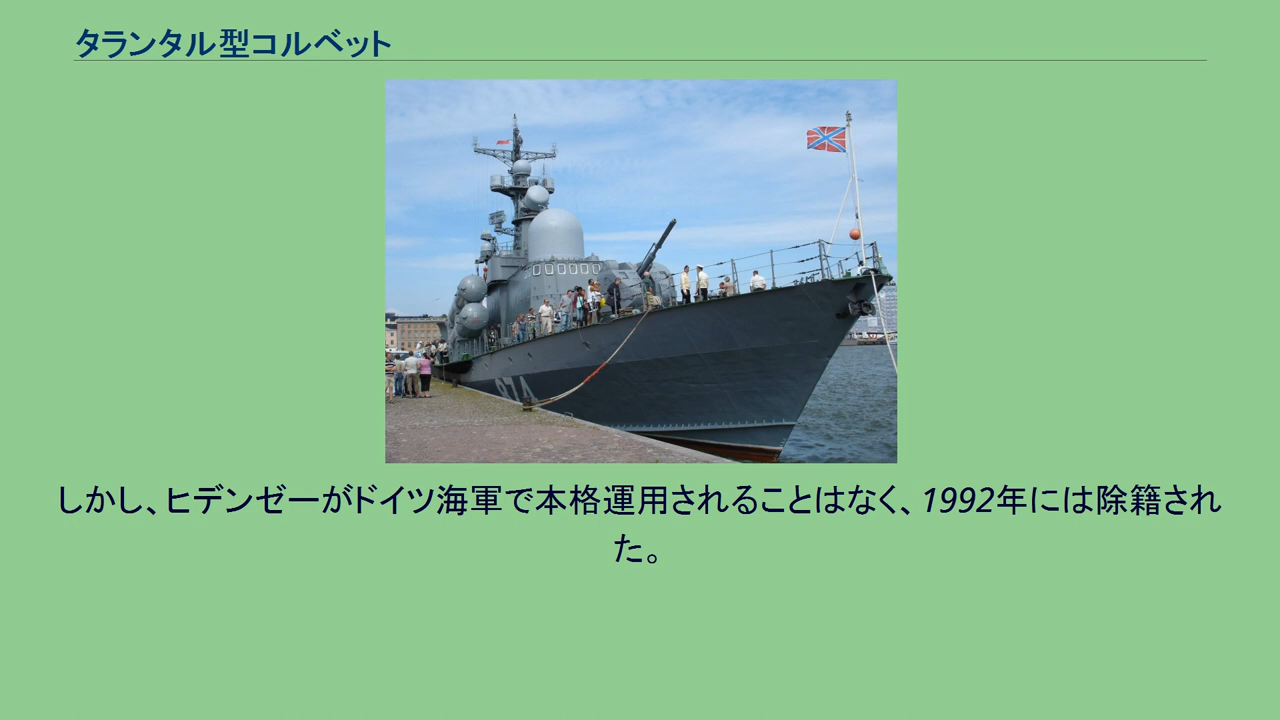 タランタル型コルベット
874
しかし、ヒデンゼーがドイツ海軍で本格運用されることはなく、1992年には除籍され
た。